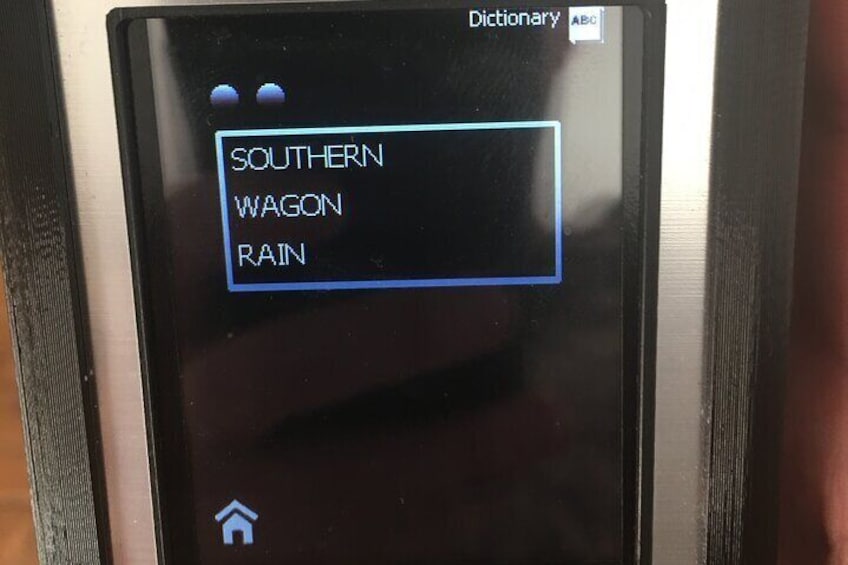 Dictionary ABC
SOUTHERN
WAGON
RAIN